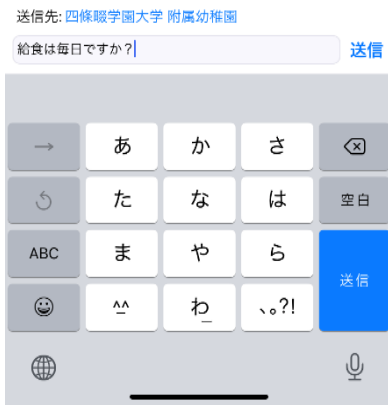 送信先: 四條畷学園大学 附属幼稚園
給食は毎日ですか？ 送信
→ あ か さ
た な は 空白
ABC ま や ら 送信
^^ わ_ 、。?!